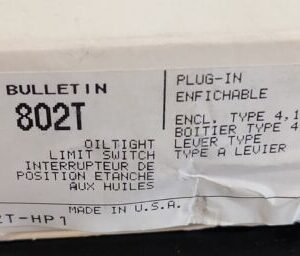 BULLETIN
802T
OILTIGHT
LIMIT SWITCH
INTERRUPTEUR DE
POSITION ETANCHE
AUX HUILES
PLUG-IN
ENFICHABLE
ENCL. TYPE 4,1
BOITIER TYPE 4
LEVER TYPE
TYPE A LEVIER
MADE IN U.S.A.
T-HP1